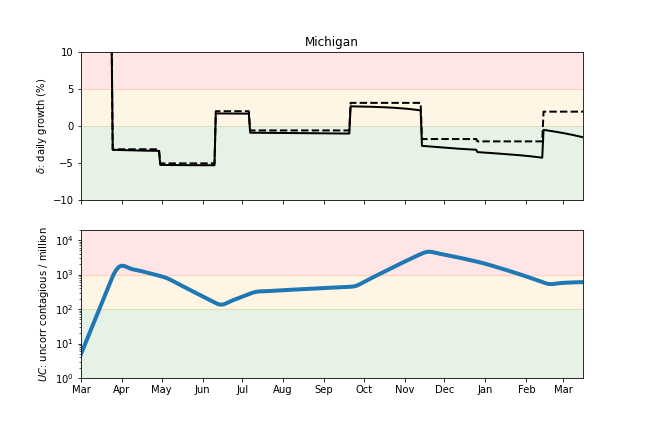 Michigan
δ: daily growth (%)
10
5
0
−5
−10
UC: uncorr contagious / million
10⁴
10³
10²
10¹
10⁰
Mar Apr May Jun Jul Aug Sep Oct Nov Dec Jan Feb Mar